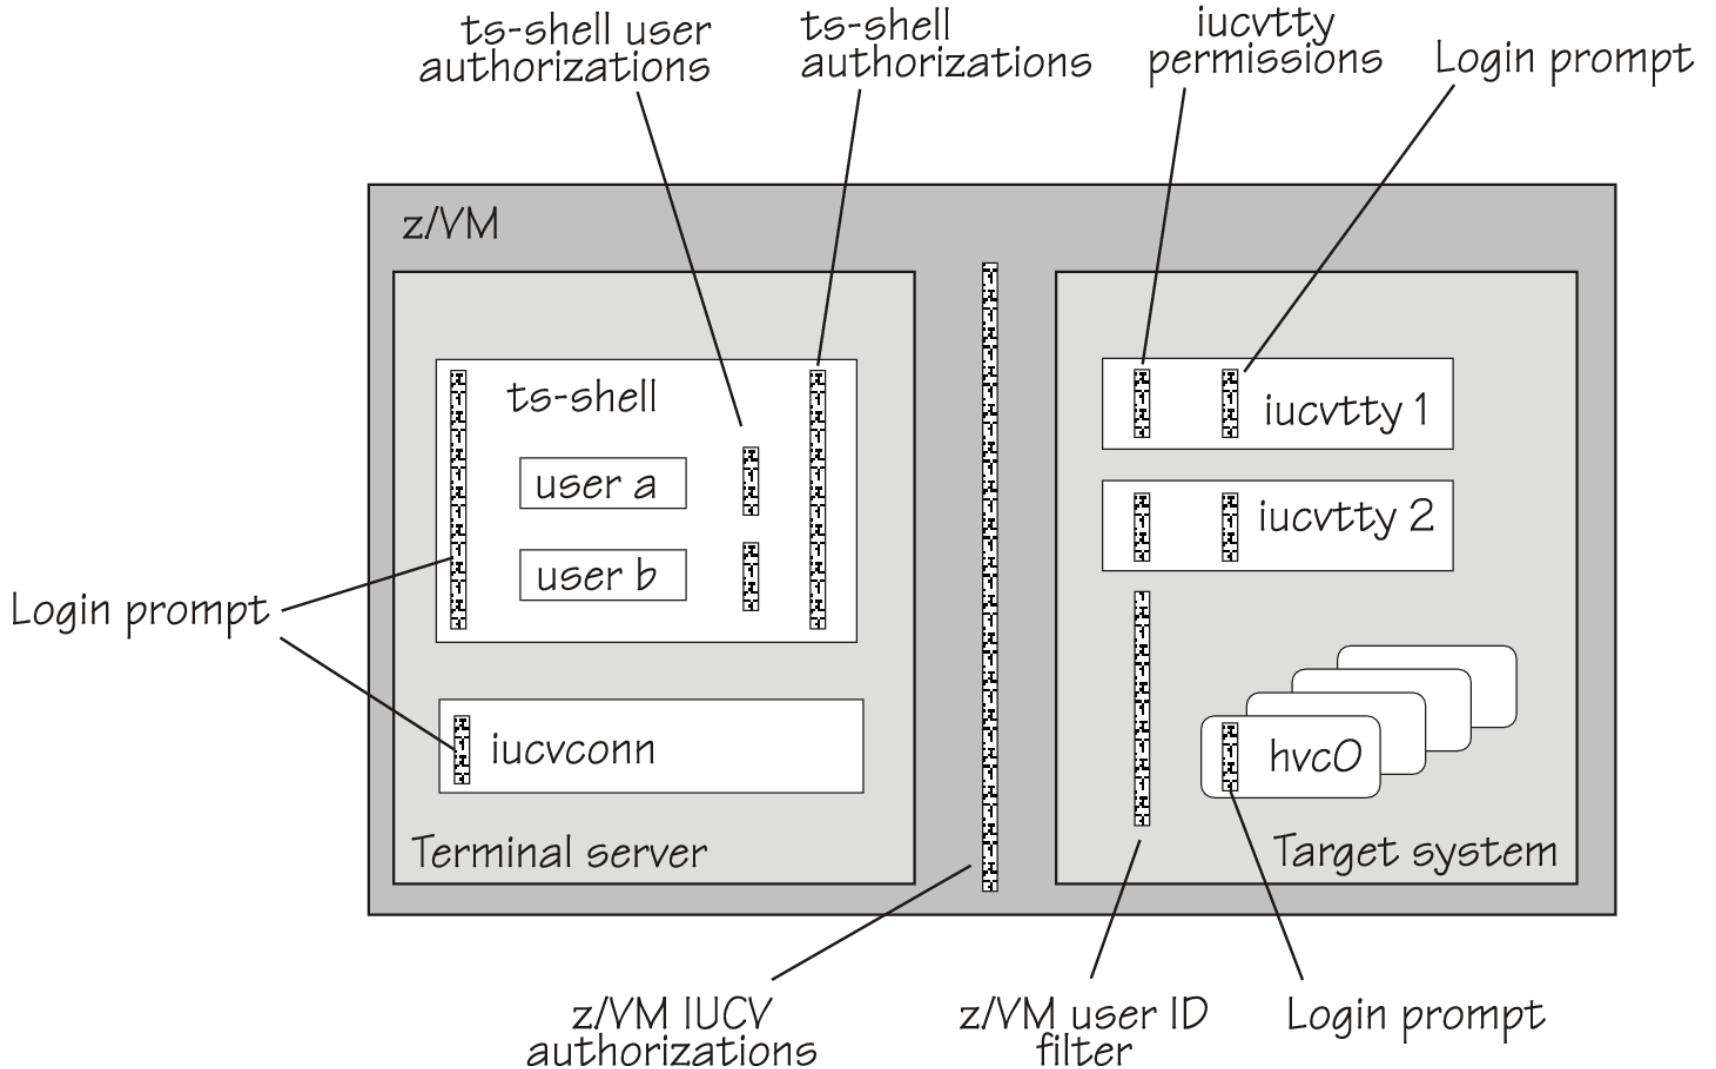 ts-shell user
authorizations
ts-shell
authorizations
iucvtty
permissions
Login prompt
z/VM
ts-shell
user a
user b
iucvconn
Terminal server
Login prompt
iucvtty 1
iucvtty 2
hvc0
Target system
z/VM IUCV
authorizations
z/VM user ID
filter
Login prompt